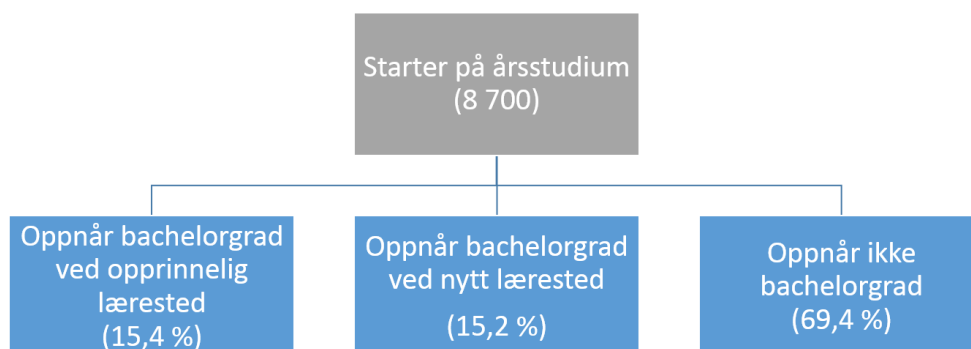 Starter på årsstudium
(8 700)
Oppnår bachelorgrad
ved opprinnelig
lærested
(15,4 %)
Oppnår bachelorgrad
ved nytt lærested
(15,2 %)
Oppnår ikke
bachelorgrad
(69,4 %)